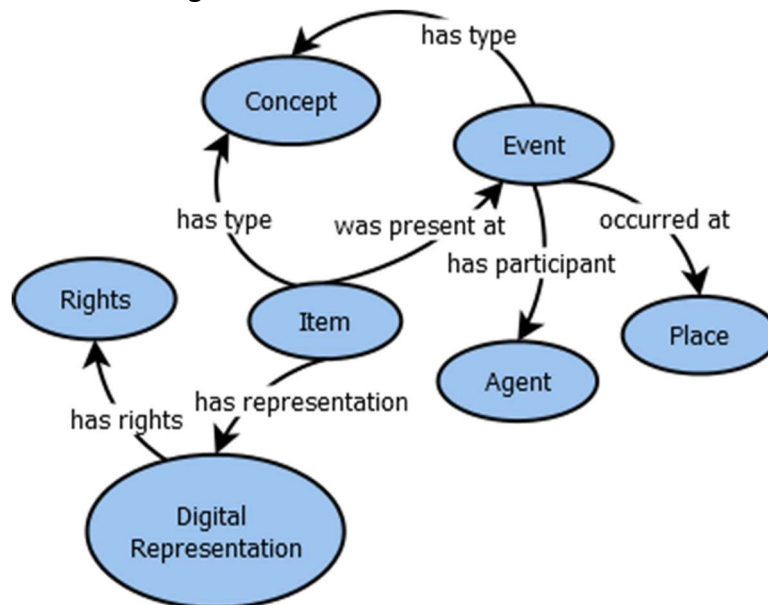 has type
Concept
Event
has type
was present at
occurred at
has participant
Rights
Item
Place
Agent
has representation
has rights
Digital
Representation